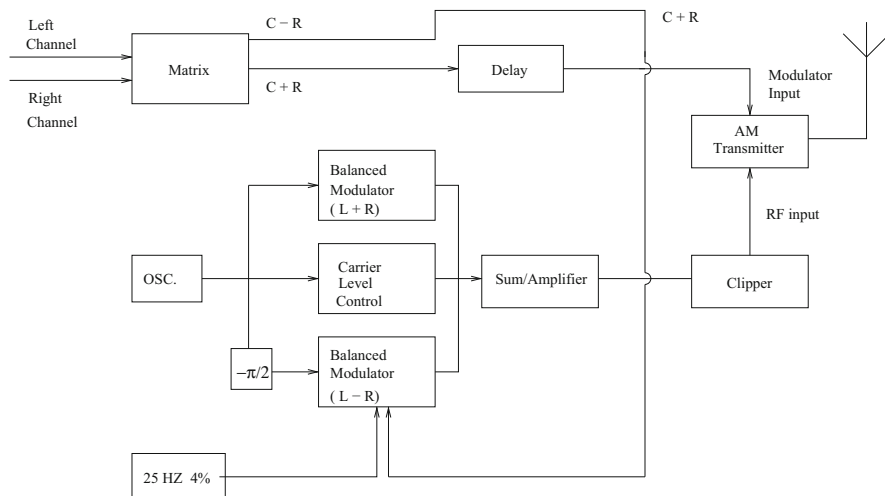 Left
Channel
C − R
C + R
Matrix
Delay
Modulator
Input
C + R
Right
Channel
AM
Transmitter
Balanced
Modulator
( L + R)
RF input
OSC.
Carrier
Level
Control
Sum/Amplifier
Clipper
−π/2
Balanced
Modulator
( L − R)
25 HZ 4%